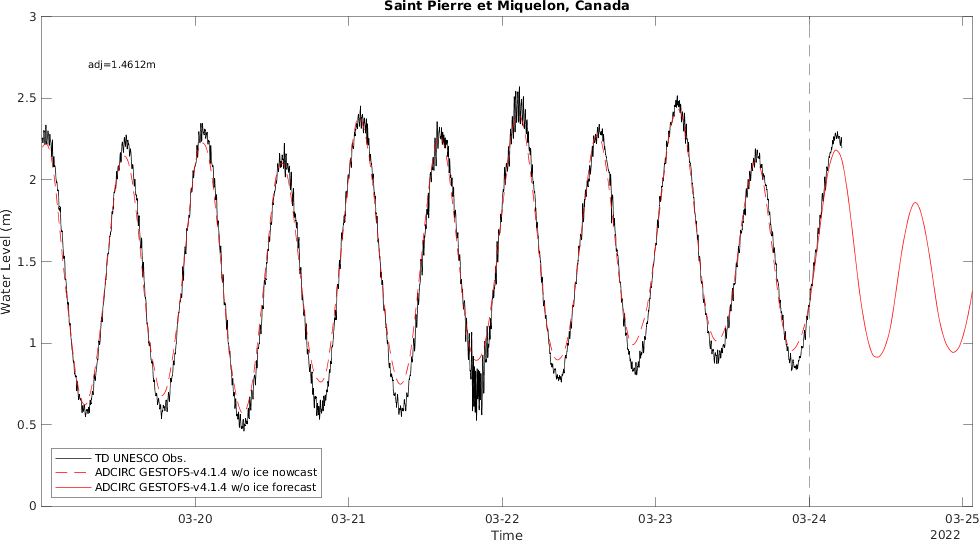 Saint Pierre et Miquelon, Canada
adj=1.4612m
3
2.5
2
1.5
1
0.5
0
Water Level (m)
TD UNESCO Obs.
ADCIRC GESTOFS-v4.1.4 w/o ice nowcast
ADCIRC GESTOFS-v4.1.4 w/o ice forecast
03-20 03-21 03-22 03-23 03-24 03-25
Time
2022